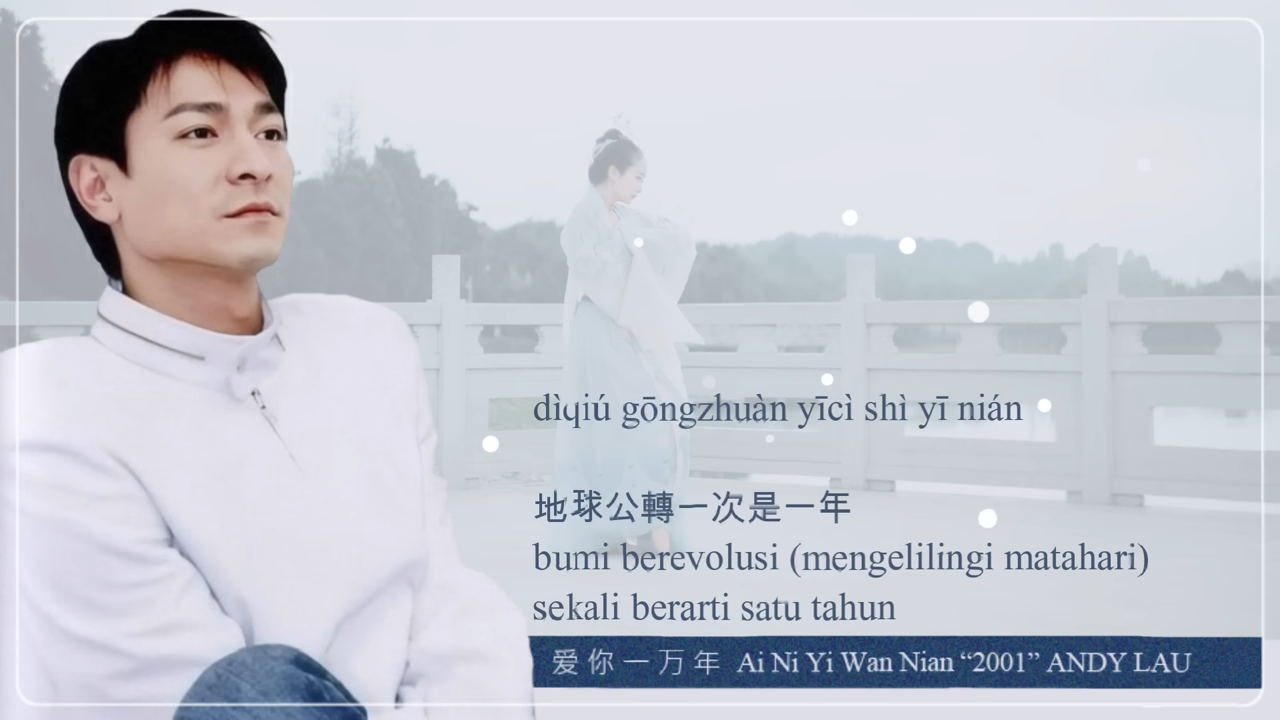 dìqiú gōngzhuàn yīcì shì yī nián
地球公轉一次是一年
bumi berevolusi (mengelilingi matahari)
sekali berarti satu tahun
爱你一万年 Ai Ni Yi Wan Nian “2001” ANDY LAU